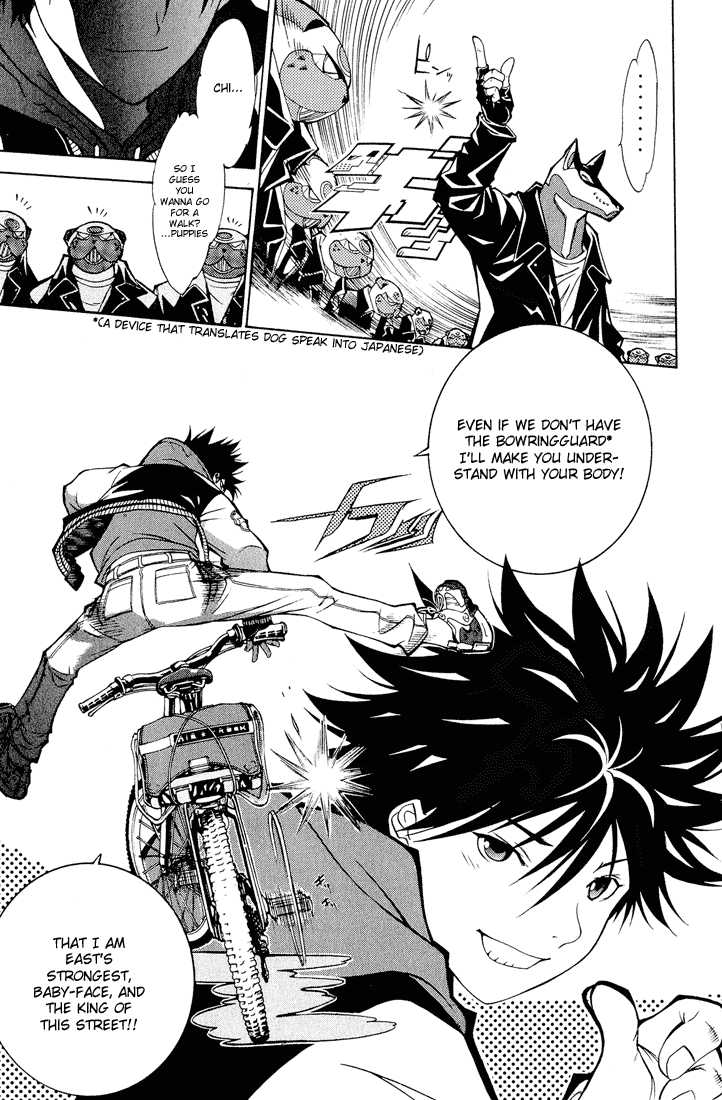 .......
ドン
CHI...
SO I
GUESS
YOU
WANNA GO
FOR A
WALK?
...PUPPIES
*(A DEVICE THAT TRANSLATES DOG SPEAK INTO JAPANESE)
EVEN IF WE DON'T HAVE
THE BOWRINGGUARD*
I'LL MAKE YOU UNDER-
STAND WITH YOUR BODY!
THAT I AM
EAST'S
STRONGEST,
BABY-FACE, AND
THE KING OF
THIS STREET!!